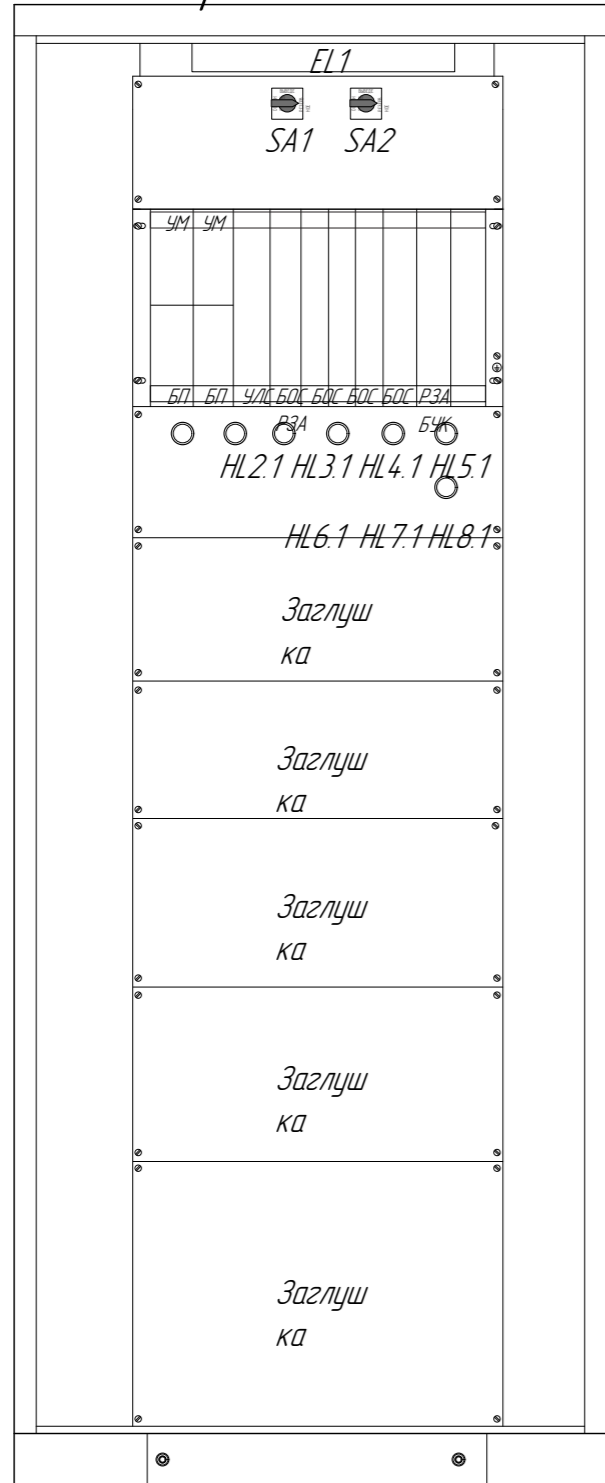 EL1
SA1 SA2
УМ УМ
БП БП УЛС БОС БОС БОС БОС РЗА
РЗА БУК
HL2.1 HL3.1 HL4.1 HL5.1
HL6.1 HL7.1 HL8.1
Заглуш
ка
Заглуш
ка
Заглуш
ка
Заглуш
ка
Заглуш
ка